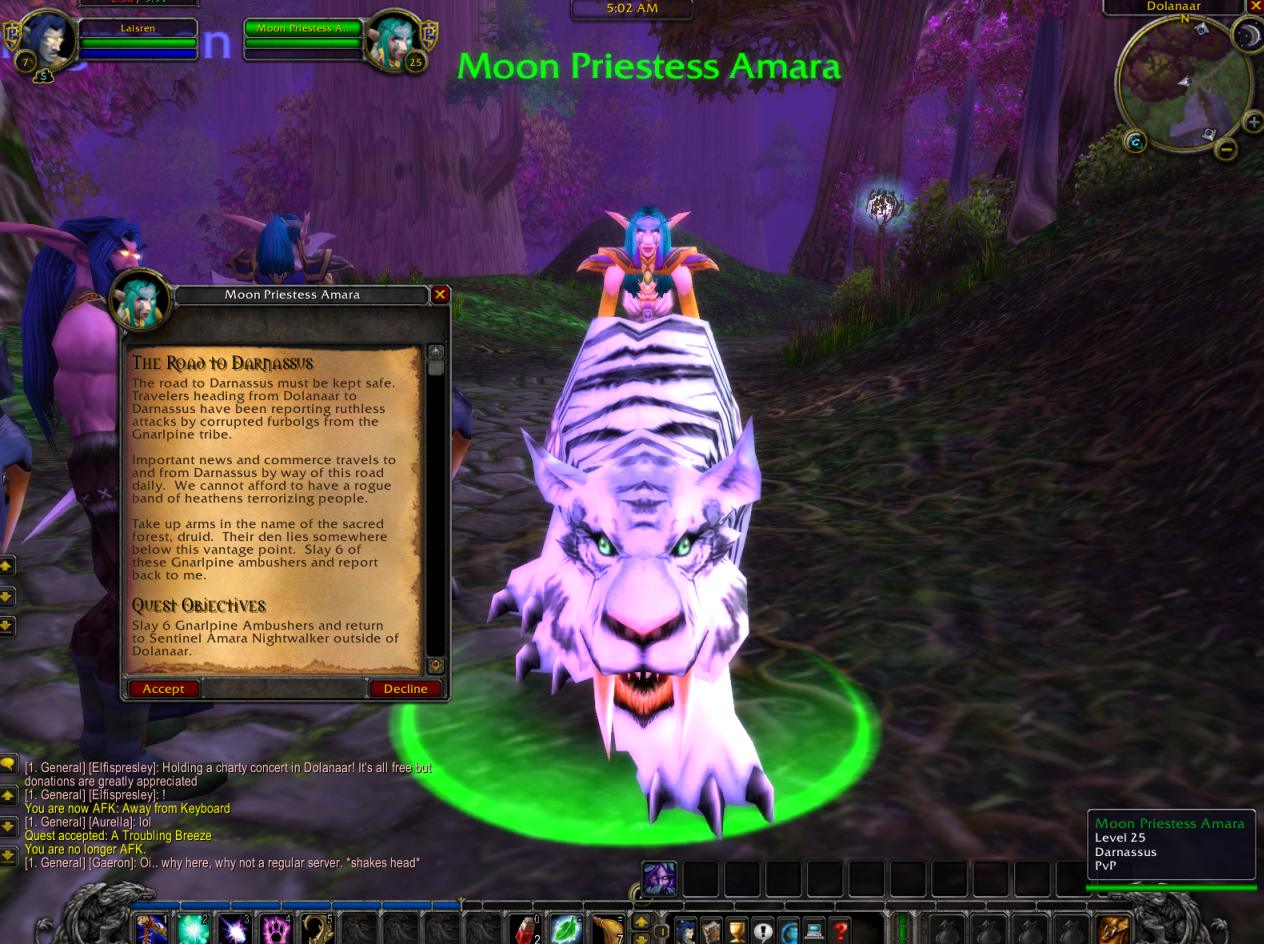 5:02 AM
Dolanaar
N
Laisren
Moon Priestess A...
7
S
25
Moon Priestess Amara
Moon Priestess Amara
The Road to Darnassus
The road to Darnassus must be kept safe.
Travelers heading from Dolanaar to
Darnassus have been reporting ruthless
attacks by corrupted furbolgs from the
Gnarlpine tribe.
Important news and commerce travels to
and from Darnassus by way of this road
daily.  We cannot afford to have a rogue
band of heathens terrorizing people.
Take up arms in the name of the sacred
forest, druid.  Their den lies somewhere
below this vantage point.  Slay 6 of
these Gnarlpine ambushers and report
back to me.
Quest Objectives
Slay 6 Gnarlpine Ambushers and return
to Sentinel Amara Nightwalker outside of
Dolanaar.
Accept
Decline
[1. General] [Elfispresley]: Holding a charty concert in Dolanaar! It's all free but
donations are greatly appreciated
[1. General] [Elfispresley]: !
You are now AFK: Away from Keyboard
[1. General] [Aurella]: lol
Quest accepted: A Troubling Breeze
You are no longer AFK.
[1. General] [Gaeron]: Oi.. why here, why not a regular server. *shakes head*
Moon Priestess Amara
Level 25
Darnassus
PvP
1
2
3
4
5
0
-
=
2
7
1